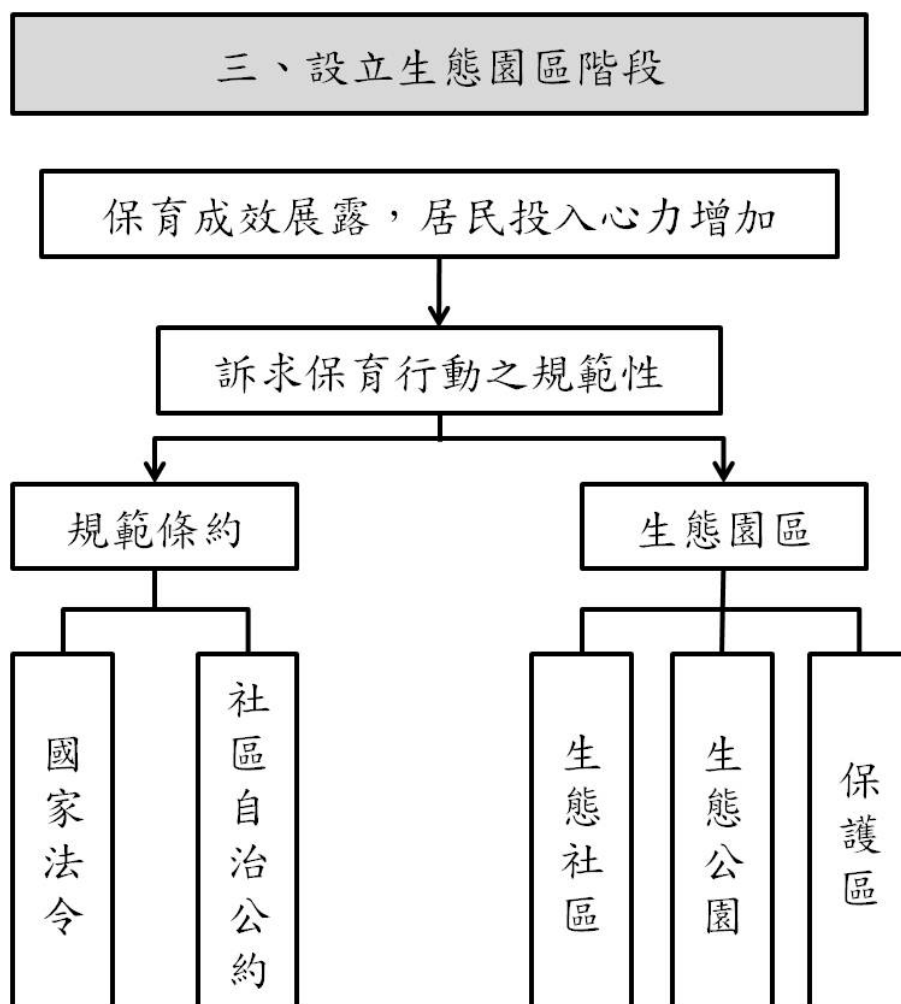 三、設立生態園區階段
保育成效展露，居民投入心力增加
訴求保育行動之規範性
規範條約
生態園區
國家法令
社區自治公約
生態社區
生態公園
保護區